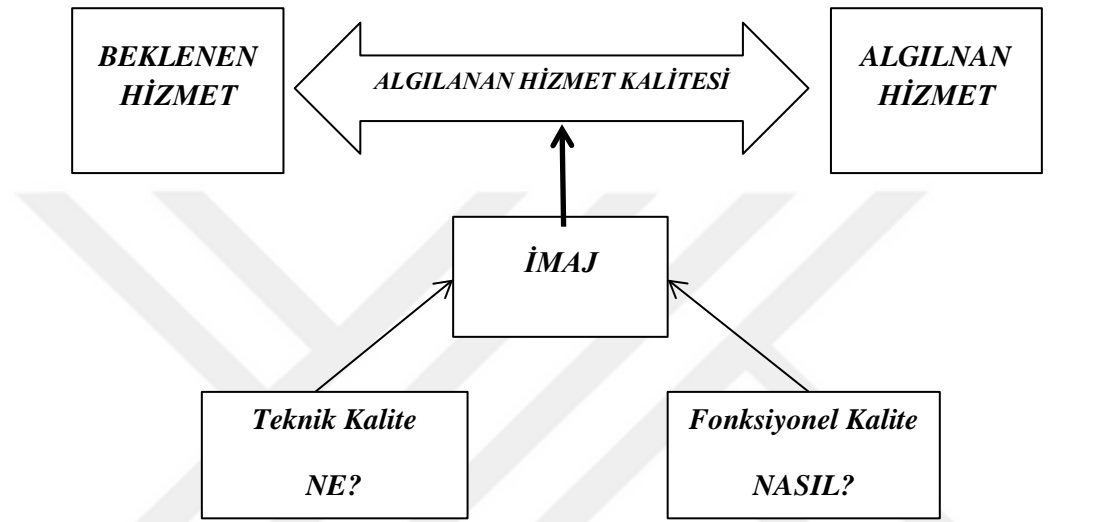 BEKLENEN
HİZMET
ALGILANAN HİZMET KALİTESİ
ALGILNAN
HİZMET
İMAJ
Teknik Kalite
NE?
Fonksiyonel Kalite
NASIL?